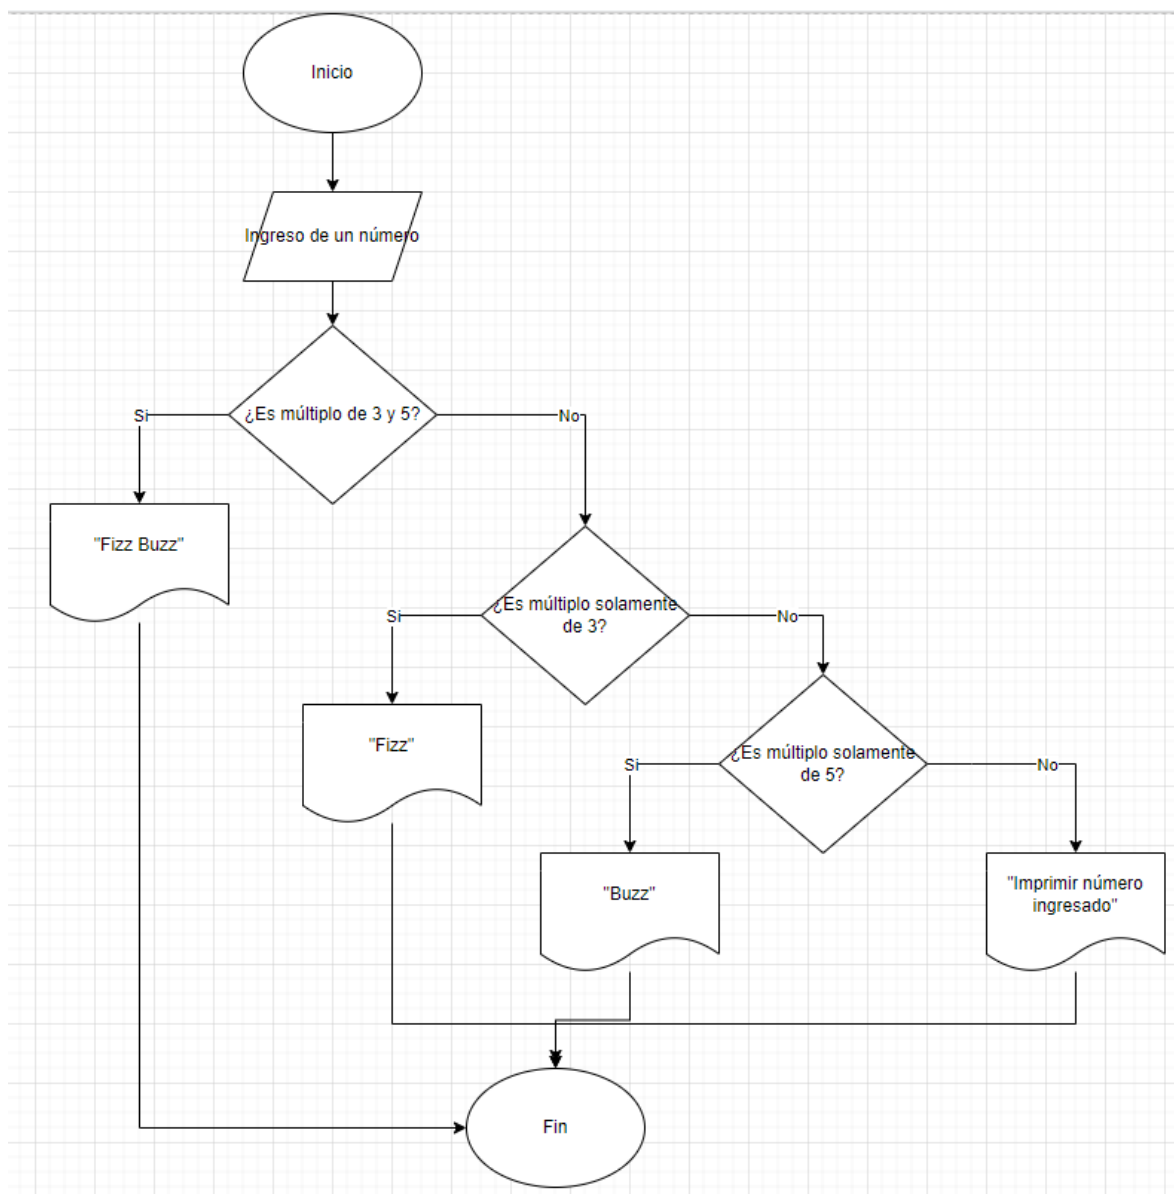 Inicio
Ingreso de un número
¿Es múltiplo de 3 y 5?
Si
No
"Fizz Buzz"
¿Es múltiplo solamente
de 3?
Si
No
"Fizz"
¿Es múltiplo solamente
de 5?
Si
No
"Buzz"
"Imprimir número
ingresado"
Fin